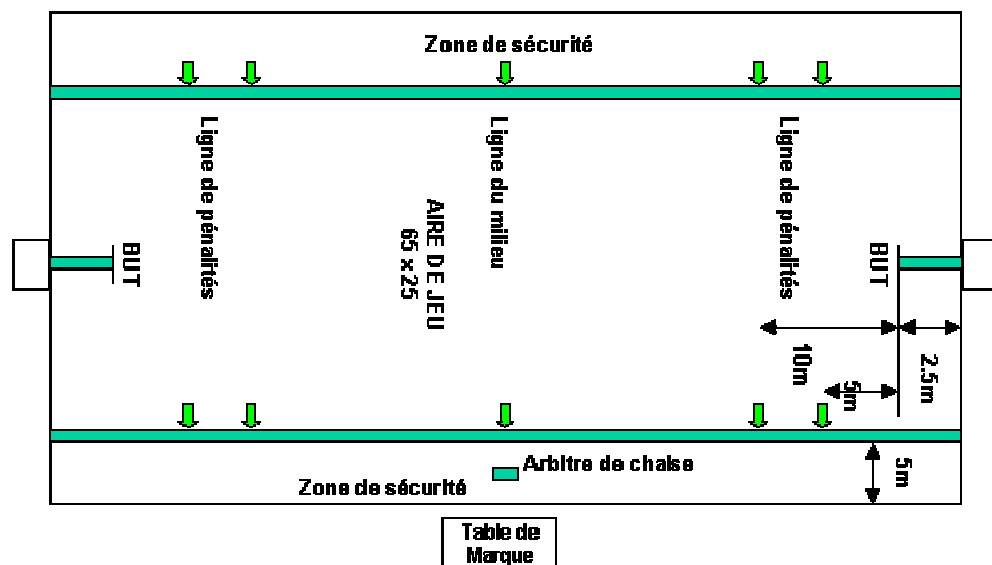 Zone de sécurité
Ligne de pénalités
Ligne du milieu
Ligne de pénalités
AIRE DE JEU
65 x 25
BUT
BUT
10m
5m
2.5m
5m
Arbitre de chaise
Zone de sécurité
Table de
Marque